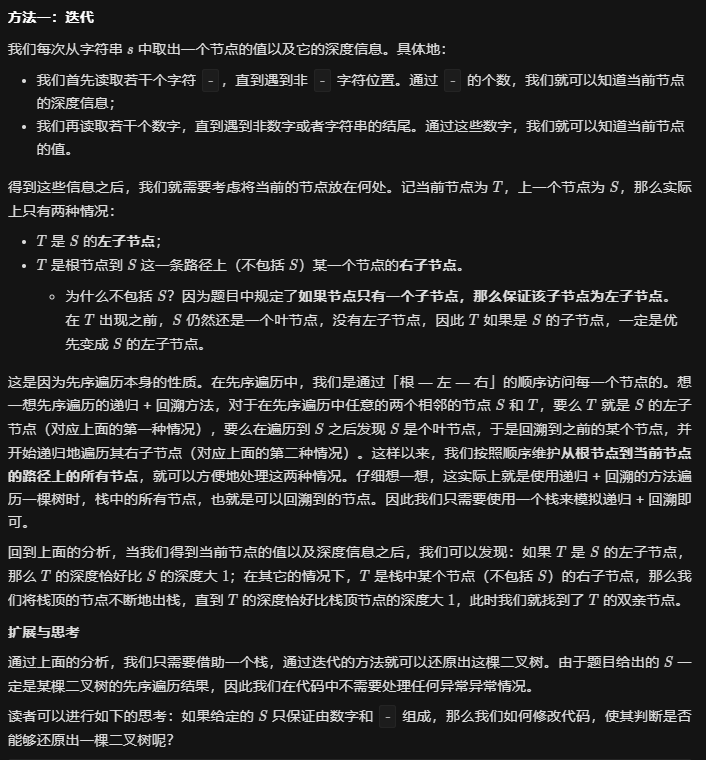 方法一：迭代
我们每次从字符串 s 中取出一个节点的值以及它的深度信息。具体地：
• 我们首先读取若干个字符 -，直到遇到非 - 字符位置。通过 - 的个数，我们就可以知道当前节点
的深度信息；
• 我们再读取若干个数字，直到遇到非数字或者字符串的结尾。通过这些数字，我们就可以知道当前节点
的值。
得到这些信息之后，我们就需要考虑将当前的节点放在何处。记当前节点为 T，上一个节点为 S，那么实际
上只有两种情况：
• T 是 S 的左子节点；
• T 是根节点到 S 这一条路径上（不包括 S）某一个节点的右子节点。
◦ 为什么不包括 S？因为题目中规定了如果节点只有一个子节点，那么保证该子节点为左子节点。
在 T 出现之前，S 仍然还是一个叶节点，没有左子节点，因此 T 如果是 S 的子节点，一定是优
先变成 S 的左子节点。
这是因为先序遍历本身的性质。在先序遍历中，我们是通过「根 — 左 — 右」的顺序访问每一个节点的。想
一想先序遍历的递归 + 回溯方法，对于在先序遍历中任意的两个相邻的节点 S 和 T，要么 T 就是 S 的左子
节点（对应上面的第一种情况），要么在遍历到 S 之后发现 S 是个叶节点，于是回溯到之前的某个节点，并
开始递归地遍历其右子节点（对应上面的第二种情况）。这样以来，我们按照顺序维护从根节点到当前节点
的路径上的所有节点，就可以方便地处理这两种情况。仔细想一想，这实际上就是使用递归 + 回溯的方法遍
历一棵树时，栈中的所有节点，也就是可以回溯到的节点。因此我们只需要使用一个栈来模拟递归 + 回溯即
可。
回到上面的分析，当我们得到当前节点的值以及深度信息之后，我们可以发现：如果 T 是 S 的左子节点，
那么 T 的深度恰好比 S 的深度大 1；在其它的情况下，T 是栈中某个节点（不包括 S）的右子节点，那么我
们将栈顶的节点不断地出栈，直到 T 的深度恰好比栈顶节点的深度大 1，此时我们就找到了 T 的双亲节点。
扩展与思考
通过上面的分析，我们只需要借助一个栈，通过迭代的方法就可以还原出这棵二叉树。由于题目给出的 S 一
定是某棵二叉树的先序遍历结果，因此我们在代码中不需要处理任何异常异常情况。
读者可以进行如下的思考：如果给定的 S 只保证由数字和 - 组成，那么我们如何修改代码，使其判断是否
能够还原出一棵二叉树呢？